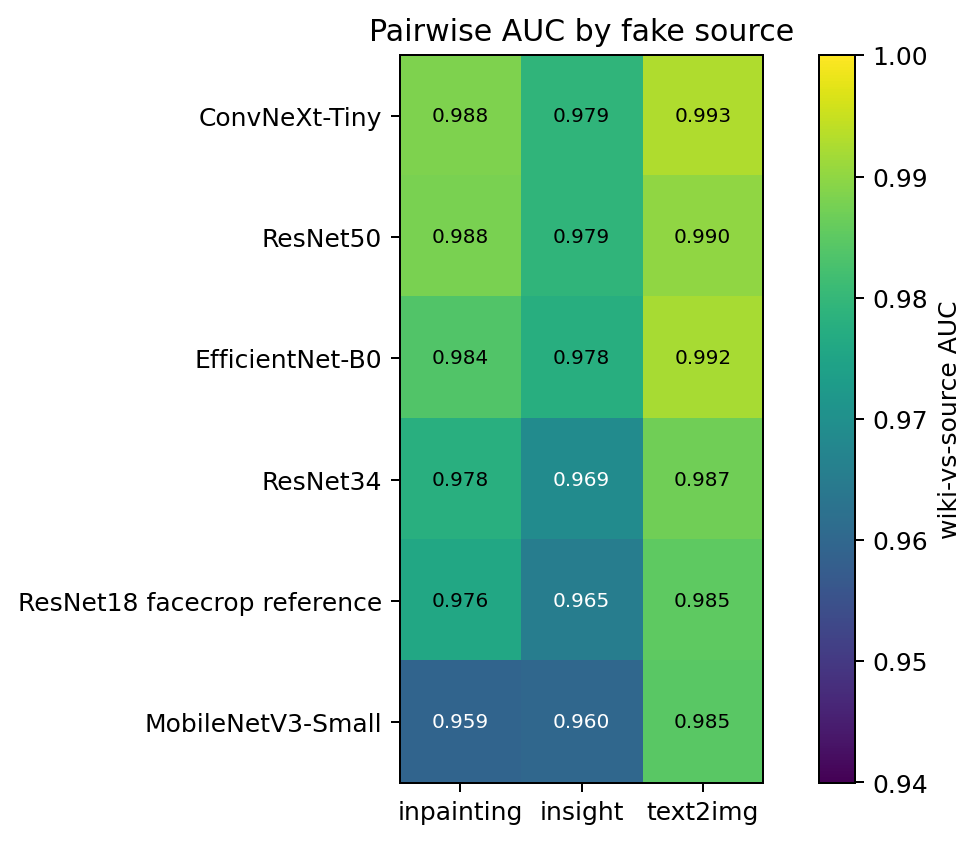 Pairwise AUC by fake source
ConvNeXt-Tiny 0.988 0.979 0.993
ResNet50 0.988 0.979 0.990
EfficientNet-B0 0.984 0.978 0.992
ResNet34 0.978 0.969 0.987
ResNet18 facecrop reference 0.976 0.965 0.985
MobileNetV3-Small 0.959 0.960 0.985
inpainting insight text2img
1.00
0.99
0.98
0.97
0.96
0.95
0.94
wiki-vs-source AUC